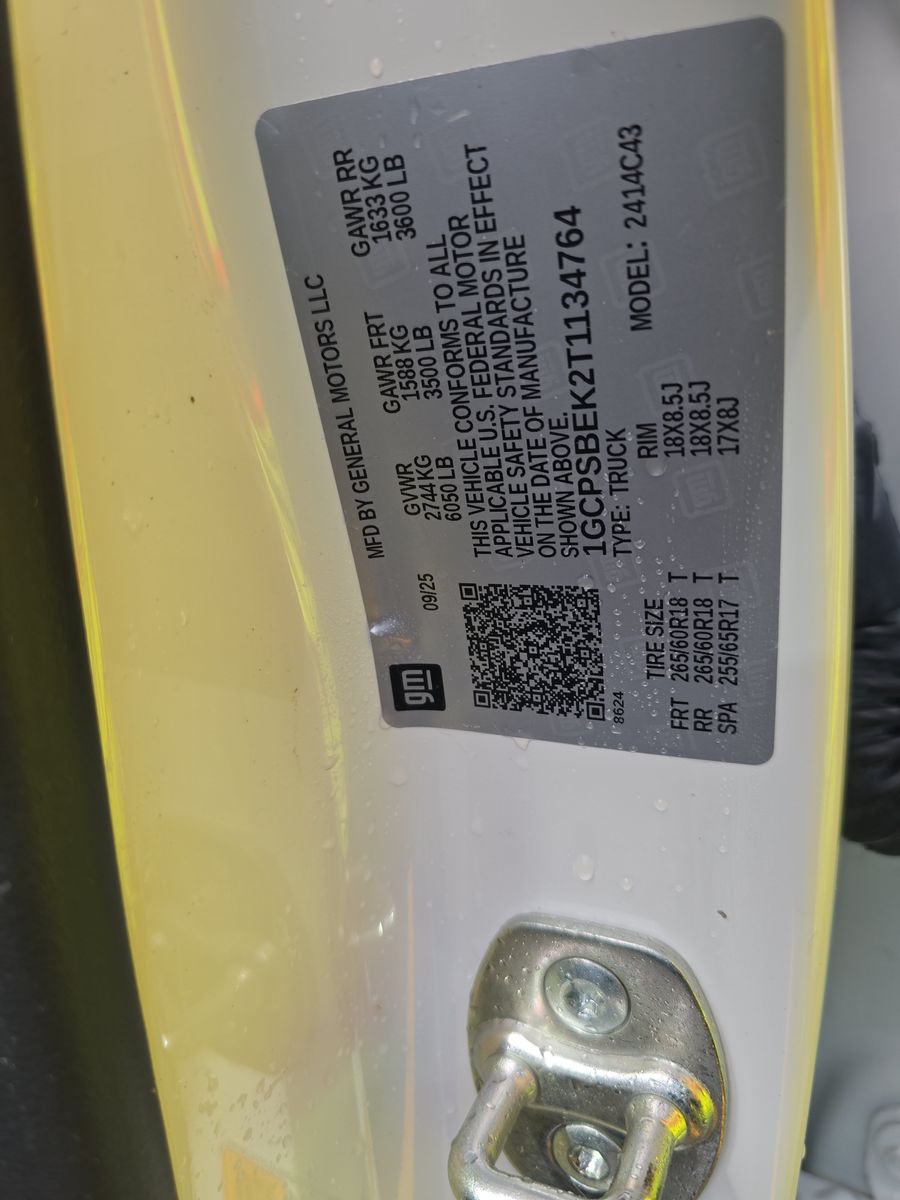 MFD BY GENERAL MOTORS LLC
gm
09/25
GVWR GAWR FRT GAWR RR
2744 KG 1588 KG 1633 KG
6050 LB 3500 LB 3600 LB
THIS VEHICLE CONFORMS TO ALL
APPLICABLE U.S. FEDERAL MOTOR
VEHICLE SAFETY STANDARDS IN EFFECT
ON THE DATE OF MANUFACTURE
SHOWN ABOVE.
1GCPSBEK2T1134764
8624
TYPE: TRUCK MODEL: 2414C43
TIRE SIZE RIM
FRT 265/60R18 T 18X8.5J
RR 265/60R18 T 18X8.5J
SPA 255/65R17 T 17X8J